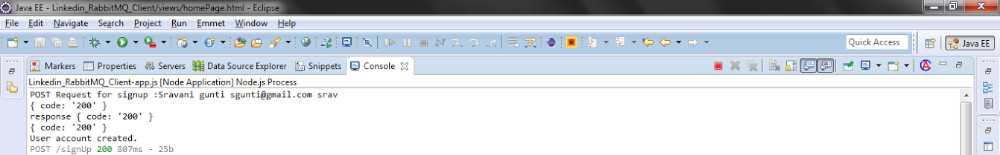 Java EE - Linkedin_RabbitMQ_Client/views/homePage.html - Eclipse
File Edit Navigate Search Project Run Emmet Window Help
Quick Access Java EE
Markers Properties Servers Data Source Explorer Snippets Console
Linkedin_RabbitMQ_Client-app.js [Node Application] Node.js Process
POST Request for signup :Sravani gunti sgunti@gmail.com srav
{ code: '200' }
response { code: '200' }
{ code: '200' }
User account created.
POST /signUp 200 807ms - 25b